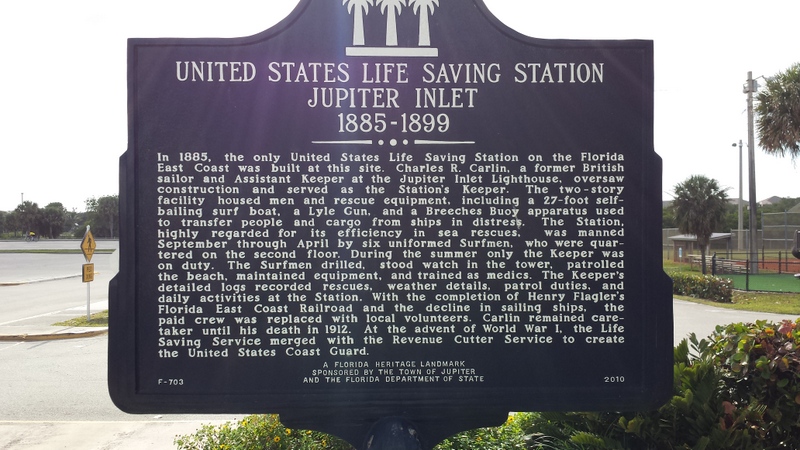 UNITED STATES LIFE SAVING STATION
JUPITER INLET
1885-1899
In 1885, the only United States Life Saving Station on the Florida
East Coast was built at this site. Charles R. Carlin, a former British
sailor and Assistant Keeper at the Jupiter Inlet Lighthouse, oversaw
construction and served as the Station's Keeper. The two-story
facility housed men and rescue equipment, including a 27-foot self-
bailing surf boat, a Lyle Gun, and a Breeches Buoy apparatus used
to transfer people and cargo from ships in distress. The Station,
highly regarded for its efficiency in sea rescues, was manned
September through April by six uniformed Surfmen, who were quar-
tered on the second floor. During the summer only the Keeper was
on duty. The Surfmen drilled, stood watch in the tower, patrolled
the beach, maintained equipment, and trained as medics. The Keeper's
detailed logs recorded rescues, weather details, patrol duties, and
daily activities at the Station. With the completion of Henry Flagler's
Florida East Coast Railroad and the decline in sailing ships, the
paid crew was replaced with local volunteers. Carlin remained care-
taker until his death in 1912. At the advent of World War I, the Life
Saving Service merged with the Revenue Cutter Service to create
the United States Coast Guard.
A FLORIDA HERITAGE LANDMARK
SPONSORED BY THE TOWN OF JUPITER
AND THE FLORIDA DEPARTMENT OF STATE
F-703
2010